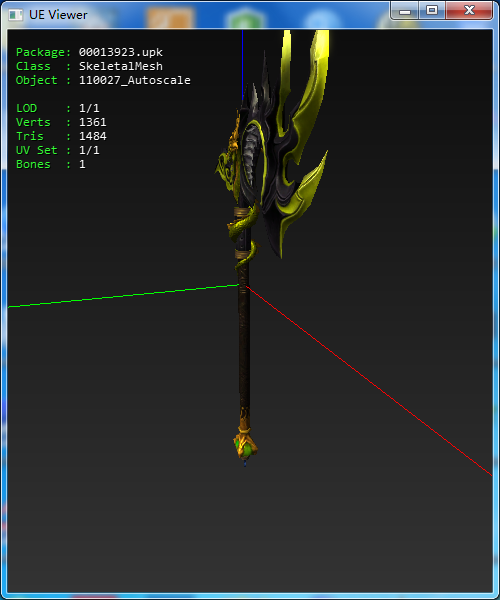 UE Viewer
Package: 00013923.upk
Class : SkeletalMesh
Object : 110027_Autoscale
LOD : 1/1
Verts : 1361
Tris : 1484
UV Set : 1/1
Bones : 1